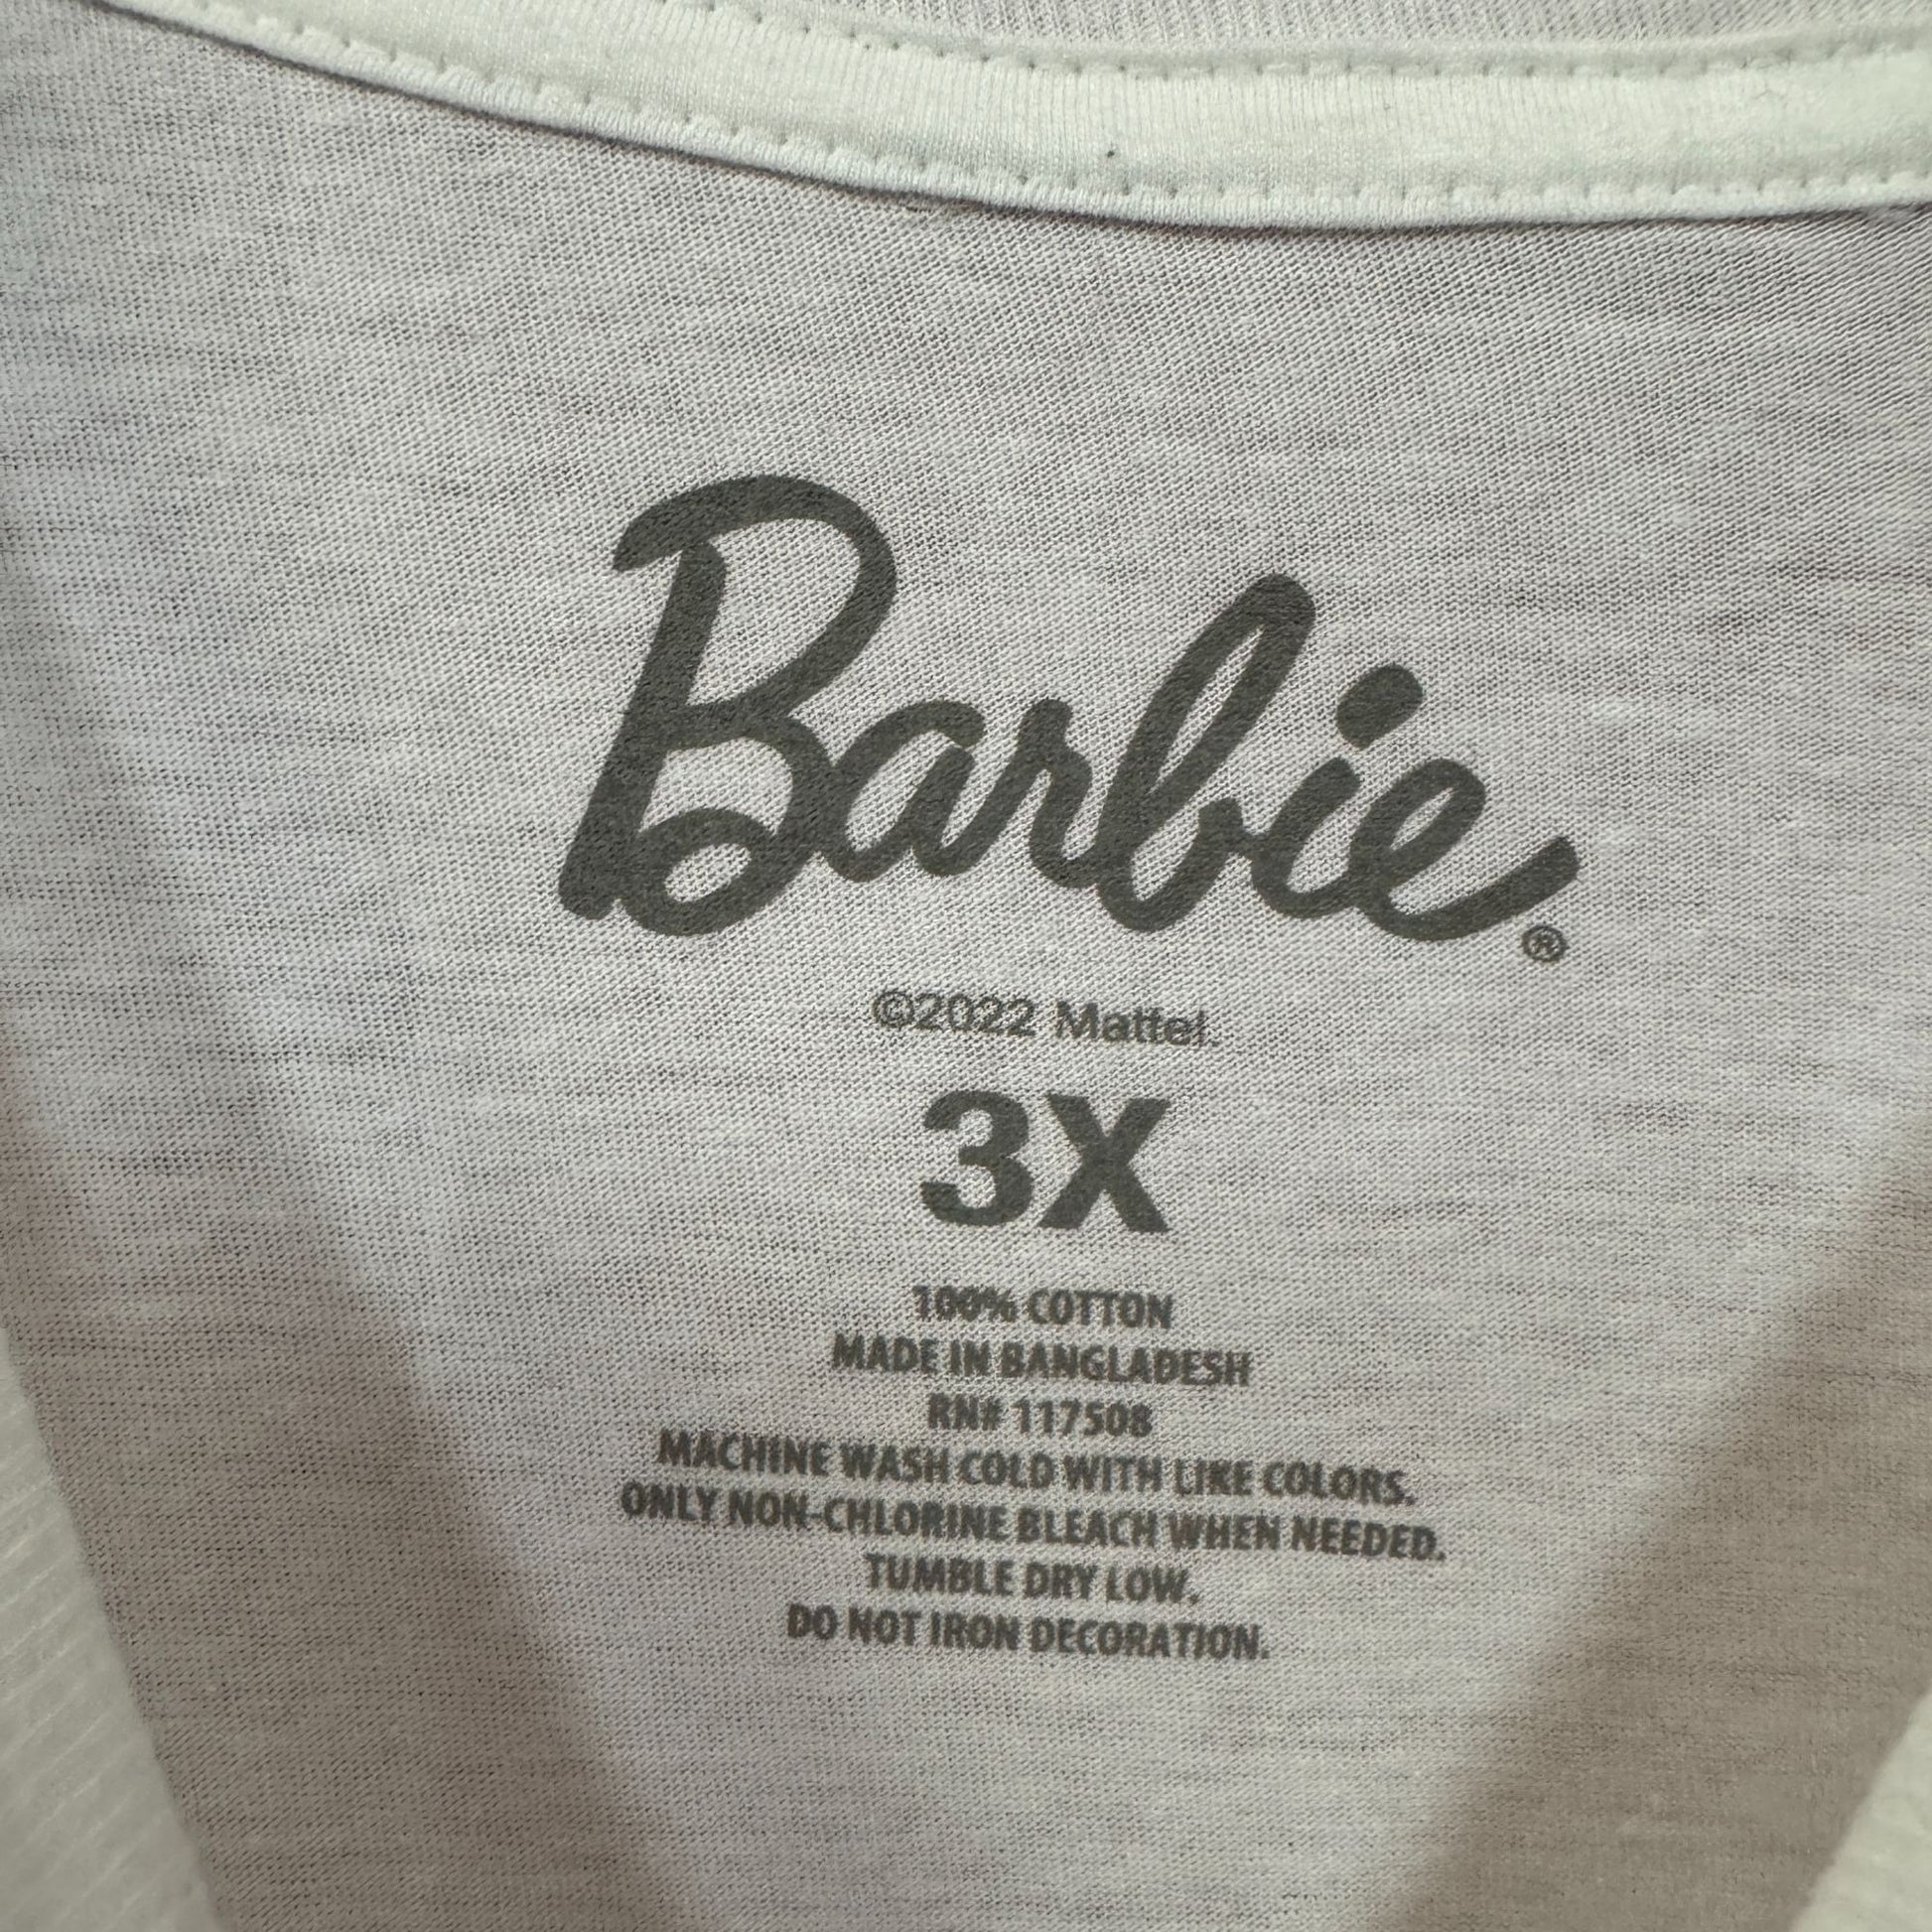 Barbie®
©2022 Mattel.
3X
100% COTTON
MADE IN BANGLADESH
RN# 117508
MACHINE WASH COLD WITH LIKE COLORS.
ONLY NON-CHLORINE BLEACH WHEN NEEDED.
TUMBLE DRY LOW.
DO NOT IRON DECORATION.